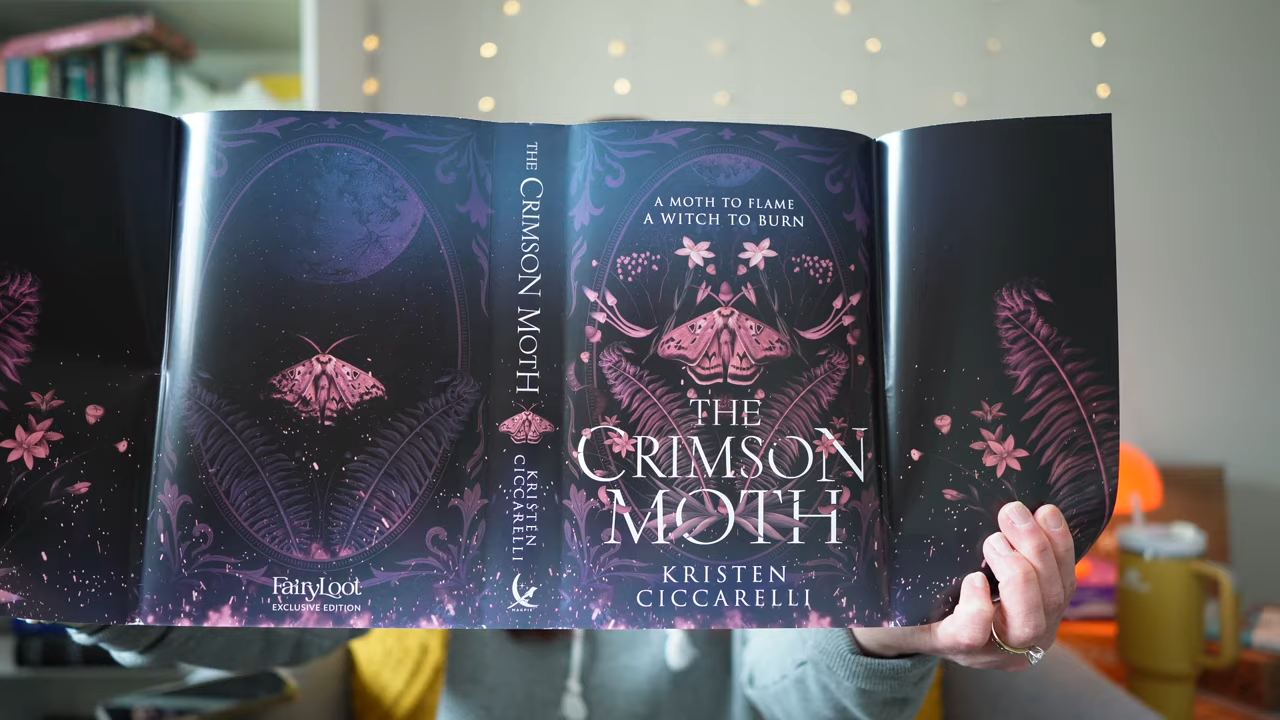 FairyLoot
EXCLUSIVE EDITION
THE CRIMSON MOTH
KRISTEN
CICCARELLI
MAGPIE
A MOTH TO FLAME
A WITCH TO BURN
THE
CRIMSON
MOTH
KRISTEN
CICCARELLI